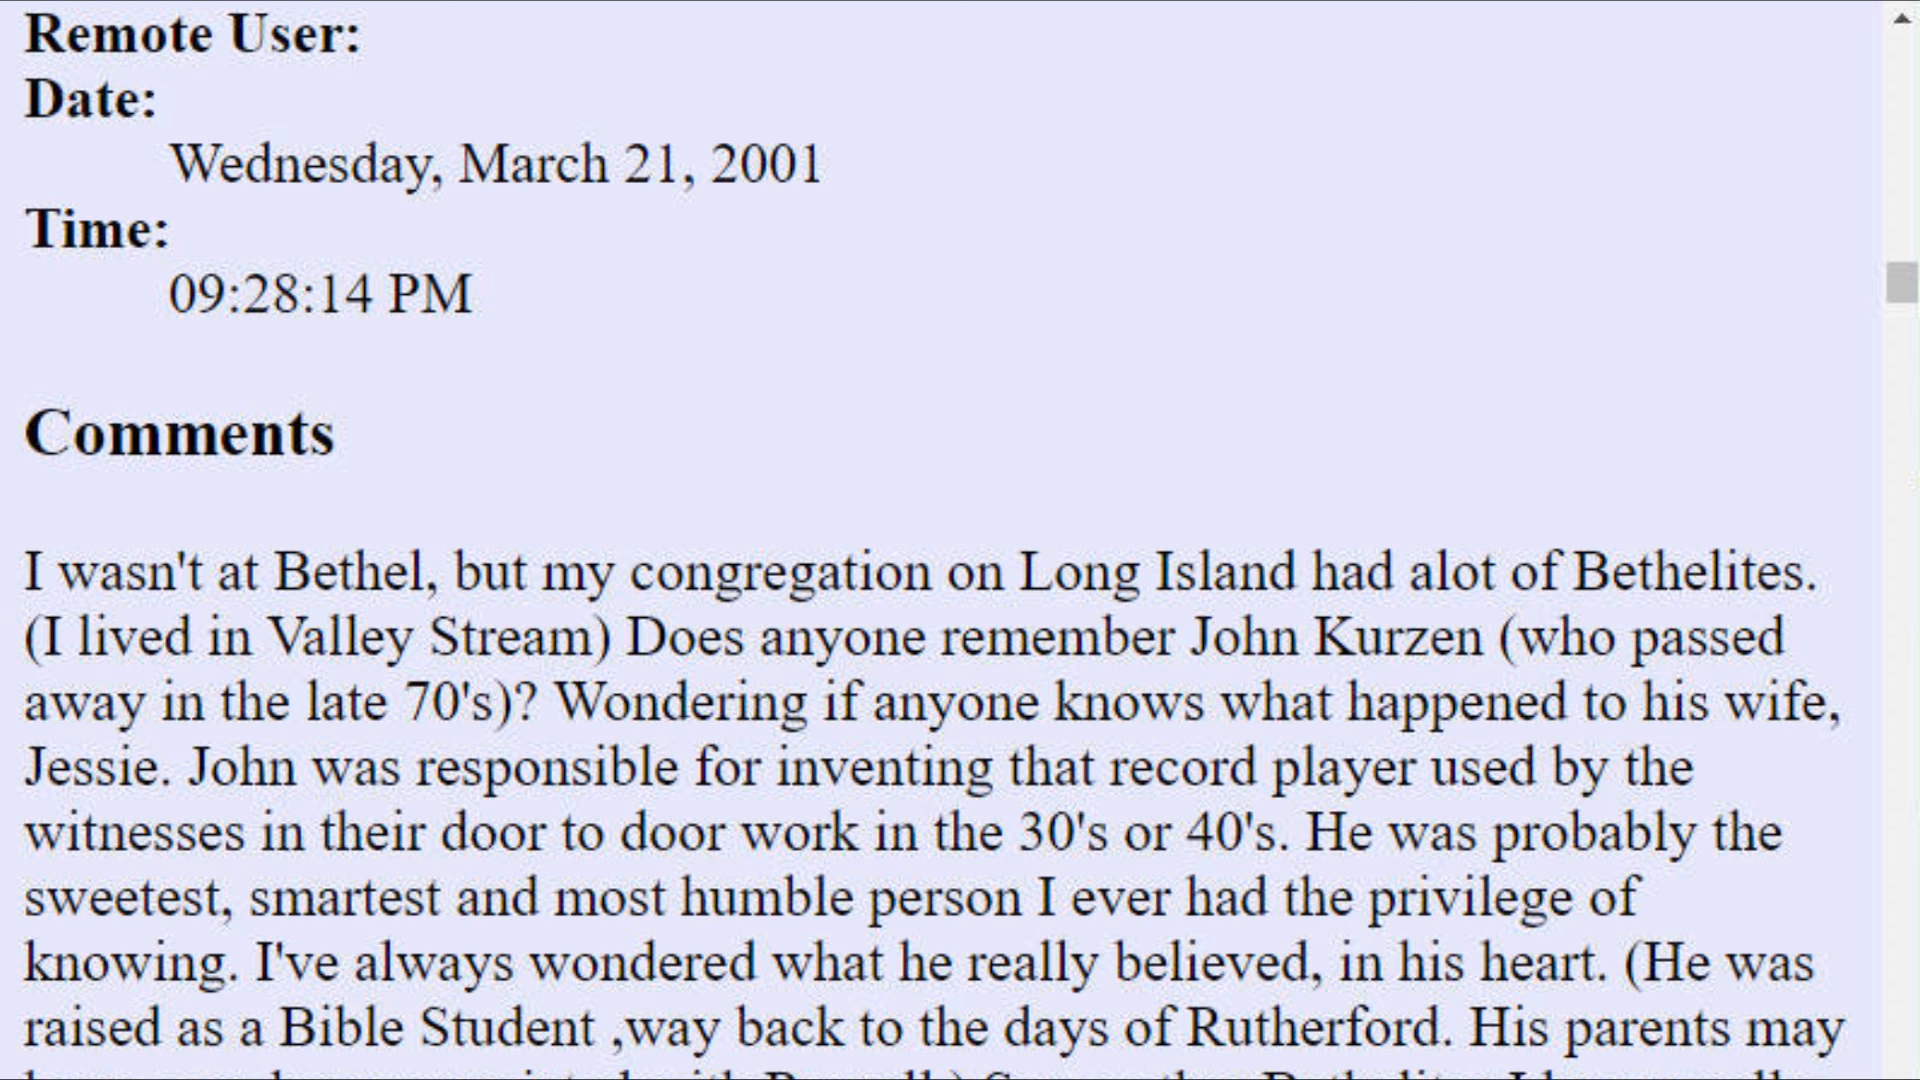 Remote User:
Date:
Wednesday, March 21, 2001
Time:
09:28:14 PM
Comments
I wasn't at Bethel, but my congregation on Long Island had alot of Bethelites.
(I lived in Valley Stream) Does anyone remember John Kurzen (who passed
away in the late 70's)? Wondering if anyone knows what happened to his wife,
Jessie. John was responsible for inventing that record player used by the
witnesses in their door to door work in the 30's or 40's. He was probably the
sweetest, smartest and most humble person I ever had the privilege of
knowing. I've always wondered what he really believed, in his heart. (He was
raised as a Bible Student ,way back to the days of Rutherford. His parents may